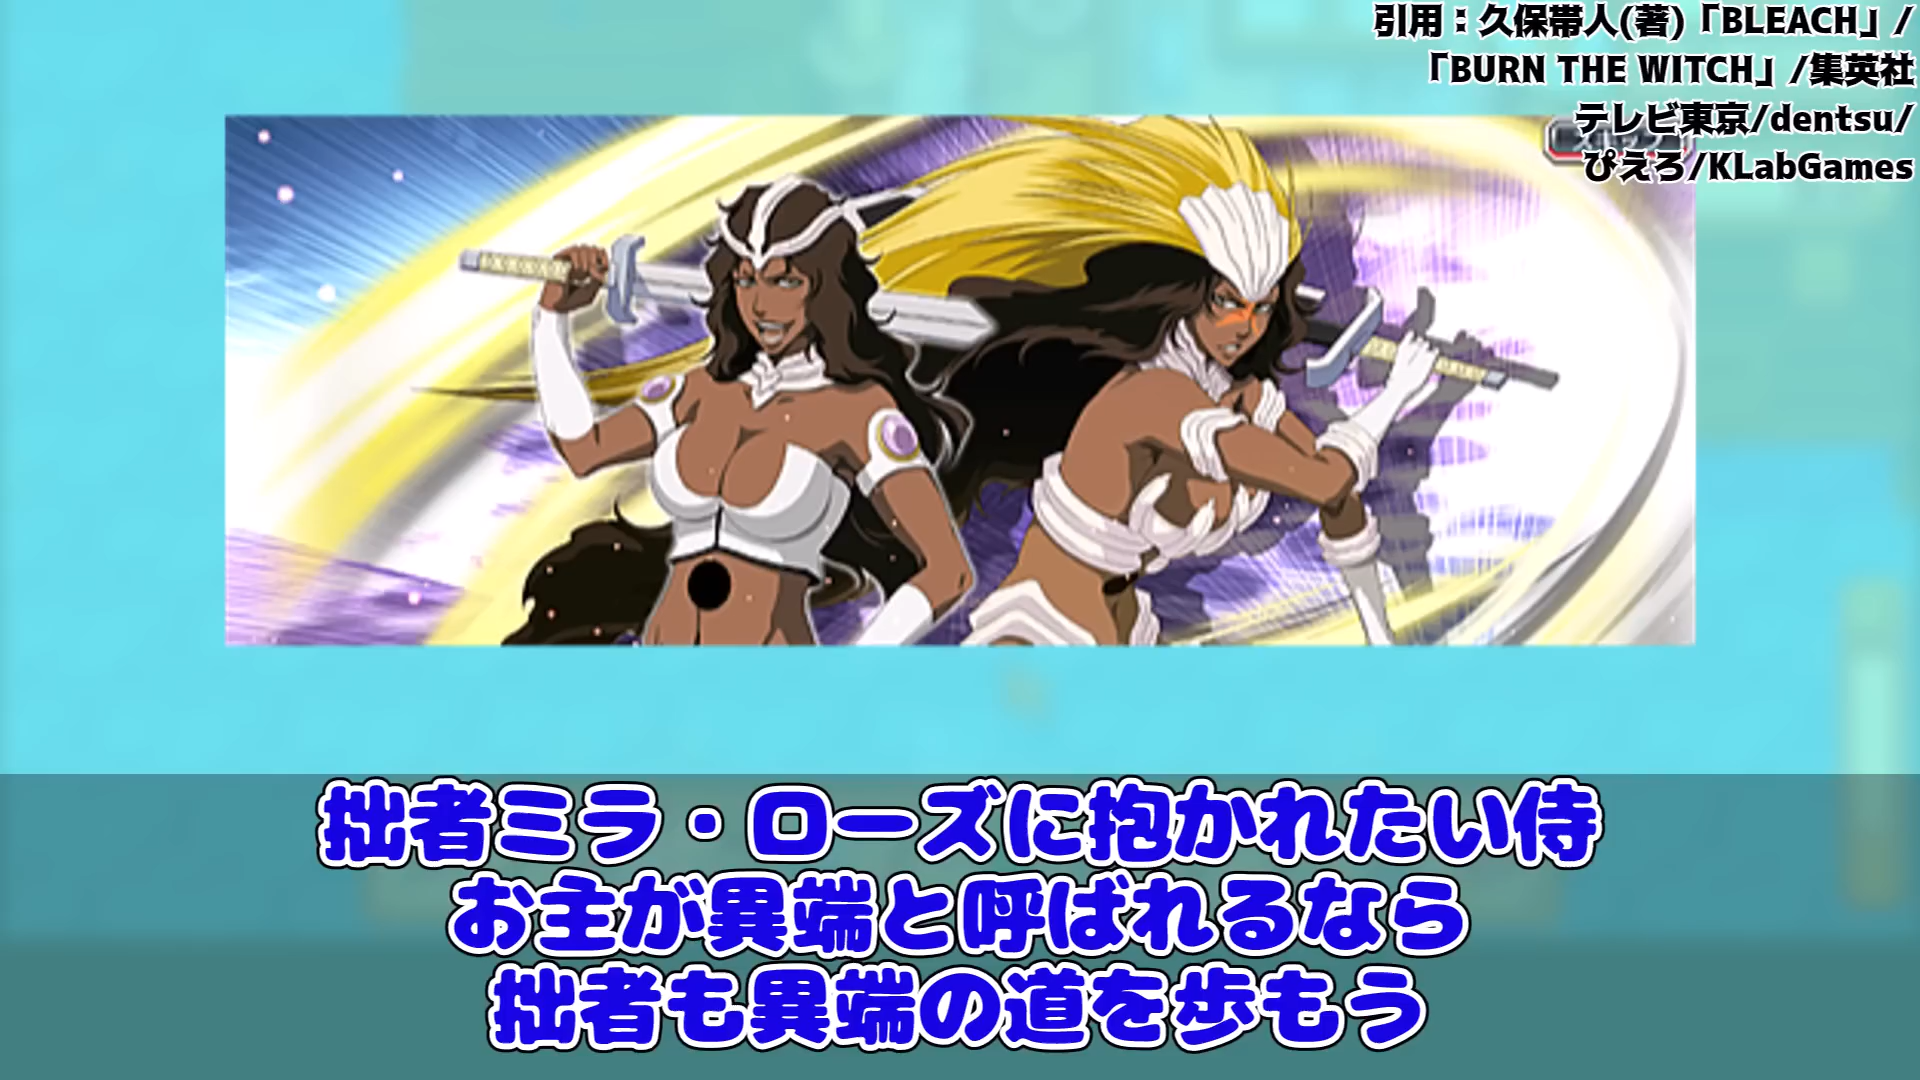 引用：久保帯人(著)「BLEACH」/
「BURN THE WITCH」/集英社
テレビ東京/dentsu/
ぴえろ/KLabGames
拙者ミラ・ローズに抱かれたい侍
お主が異端と呼ばれるなら
拙者も異端の道を歩もう